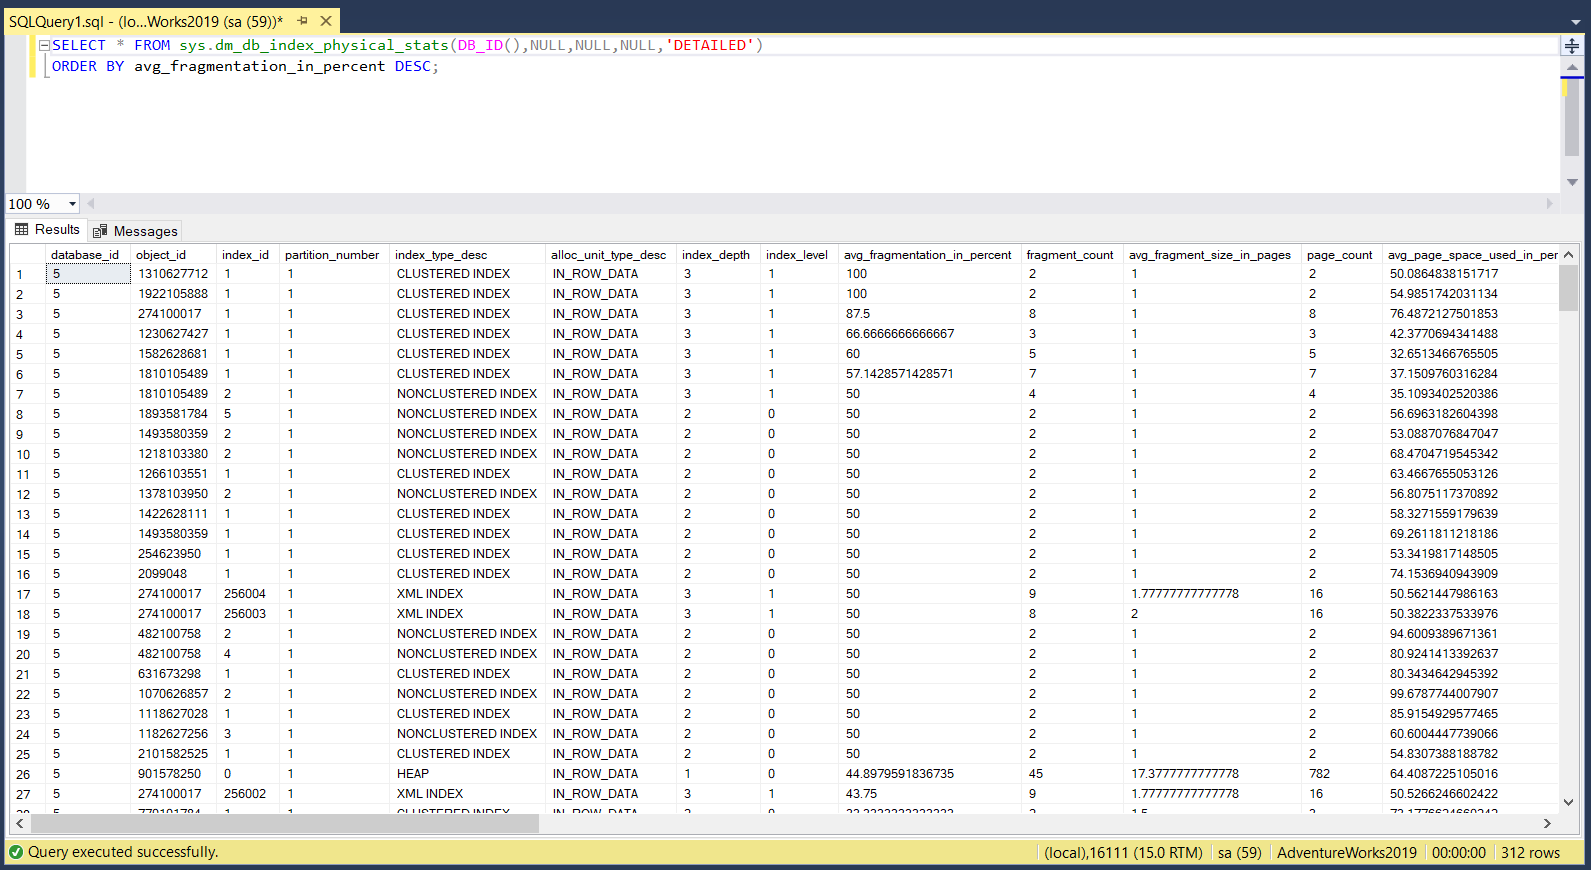 SQLQuery1.sql - (lo...Works2019 (sa (59))*
SELECT * FROM sys.dm_db_index_physical_stats(DB_ID(),NULL,NULL,NULL,'DETAILED')
ORDER BY avg_fragmentation_in_percent DESC;
100 %
Results Messages
database_id object_id index_id partition_number index_type_desc alloc_unit_type_desc index_depth index_level avg_fragmentation_in_percent fragment_count avg_fragment_size_in_pages page_count avg_page_space_used_in_per
1 5 1310627712 1 1 CLUSTERED INDEX IN_ROW_DATA 3 1 100 2 1 2 50.0864838151717
2 5 1922105888 1 1 CLUSTERED INDEX IN_ROW_DATA 3 1 100 2 1 2 54.9851742031134
3 5 274100017 1 1 CLUSTERED INDEX IN_ROW_DATA 3 1 87.5 8 1 8 76.4872127501853
4 5 1230627427 1 1 CLUSTERED INDEX IN_ROW_DATA 3 1 66.6666666666667 3 1 3 42.3770694341488
5 5 1582628681 1 1 CLUSTERED INDEX IN_ROW_DATA 3 1 60 5 1 5 32.6513466765505
6 5 1810105489 1 1 CLUSTERED INDEX IN_ROW_DATA 3 1 57.1428571428571 7 1 7 37.1509760316284
7 5 1810105489 2 1 NONCLUSTERED INDEX IN_ROW_DATA 3 1 50 4 1 4 35.1093402520386
8 5 1893581784 5 1 NONCLUSTERED INDEX IN_ROW_DATA 2 0 50 2 1 2 56.6963182604398
9 5 1493580359 2 1 NONCLUSTERED INDEX IN_ROW_DATA 2 0 50 2 1 2 53.0887076847047
10 5 1218103380 2 1 NONCLUSTERED INDEX IN_ROW_DATA 2 0 50 2 1 2 68.4704719545342
11 5 1266103551 1 1 CLUSTERED INDEX IN_ROW_DATA 2 0 50 2 1 2 63.4667655053126
12 5 1378103950 2 1 NONCLUSTERED INDEX IN_ROW_DATA 2 0 50 2 1 2 56.8075117370892
13 5 1422628111 1 1 CLUSTERED INDEX IN_ROW_DATA 2 0 50 2 1 2 58.3271559179639
14 5 1493580359 1 1 CLUSTERED INDEX IN_ROW_DATA 2 0 50 2 1 2 69.2611811218186
15 5 254623950 1 1 CLUSTERED INDEX IN_ROW_DATA 2 0 50 2 1 2 53.3419817148505
16 5 2099048 1 1 CLUSTERED INDEX IN_ROW_DATA 2 0 50 2 1 2 74.1536940943909
17 5 274100017 256004 1 XML INDEX IN_ROW_DATA 3 1 50 9 1.77777777777778 16 50.5621447986163
18 5 274100017 256003 1 XML INDEX IN_ROW_DATA 3 1 50 8 2 16 50.3822337533976
19 5 482100758 2 1 NONCLUSTERED INDEX IN_ROW_DATA 2 0 50 2 1 2 94.6009389671361
20 5 482100758 4 1 NONCLUSTERED INDEX IN_ROW_DATA 2 0 50 2 1 2 80.9241413392637
21 5 631673298 1 1 CLUSTERED INDEX IN_ROW_DATA 2 0 50 2 1 2 80.3434642945392
22 5 1070626857 2 1 NONCLUSTERED INDEX IN_ROW_DATA 2 0 50 2 1 2 99.6787744007907
23 5 1118627028 1 1 CLUSTERED INDEX IN_ROW_DATA 2 0 50 2 1 2 85.9154929577465
24 5 1182627256 3 1 NONCLUSTERED INDEX IN_ROW_DATA 2 0 50 2 1 2 60.6004447739066
25 5 2101582525 1 1 CLUSTERED INDEX IN_ROW_DATA 2 0 50 2 1 2 54.8307388188782
26 5 901578250 0 1 HEAP IN_ROW_DATA 1 0 44.8979591836735 45 17.3777777777778 782 64.4087225105016
27 5 274100017 256002 1 XML INDEX IN_ROW_DATA 3 1 43.75 9 1.77777777777778 16 50.5266246602422
Query executed successfully. (local),16111 (15.0 RTM) sa (59) AdventureWorks2019 00:00:00 312 rows